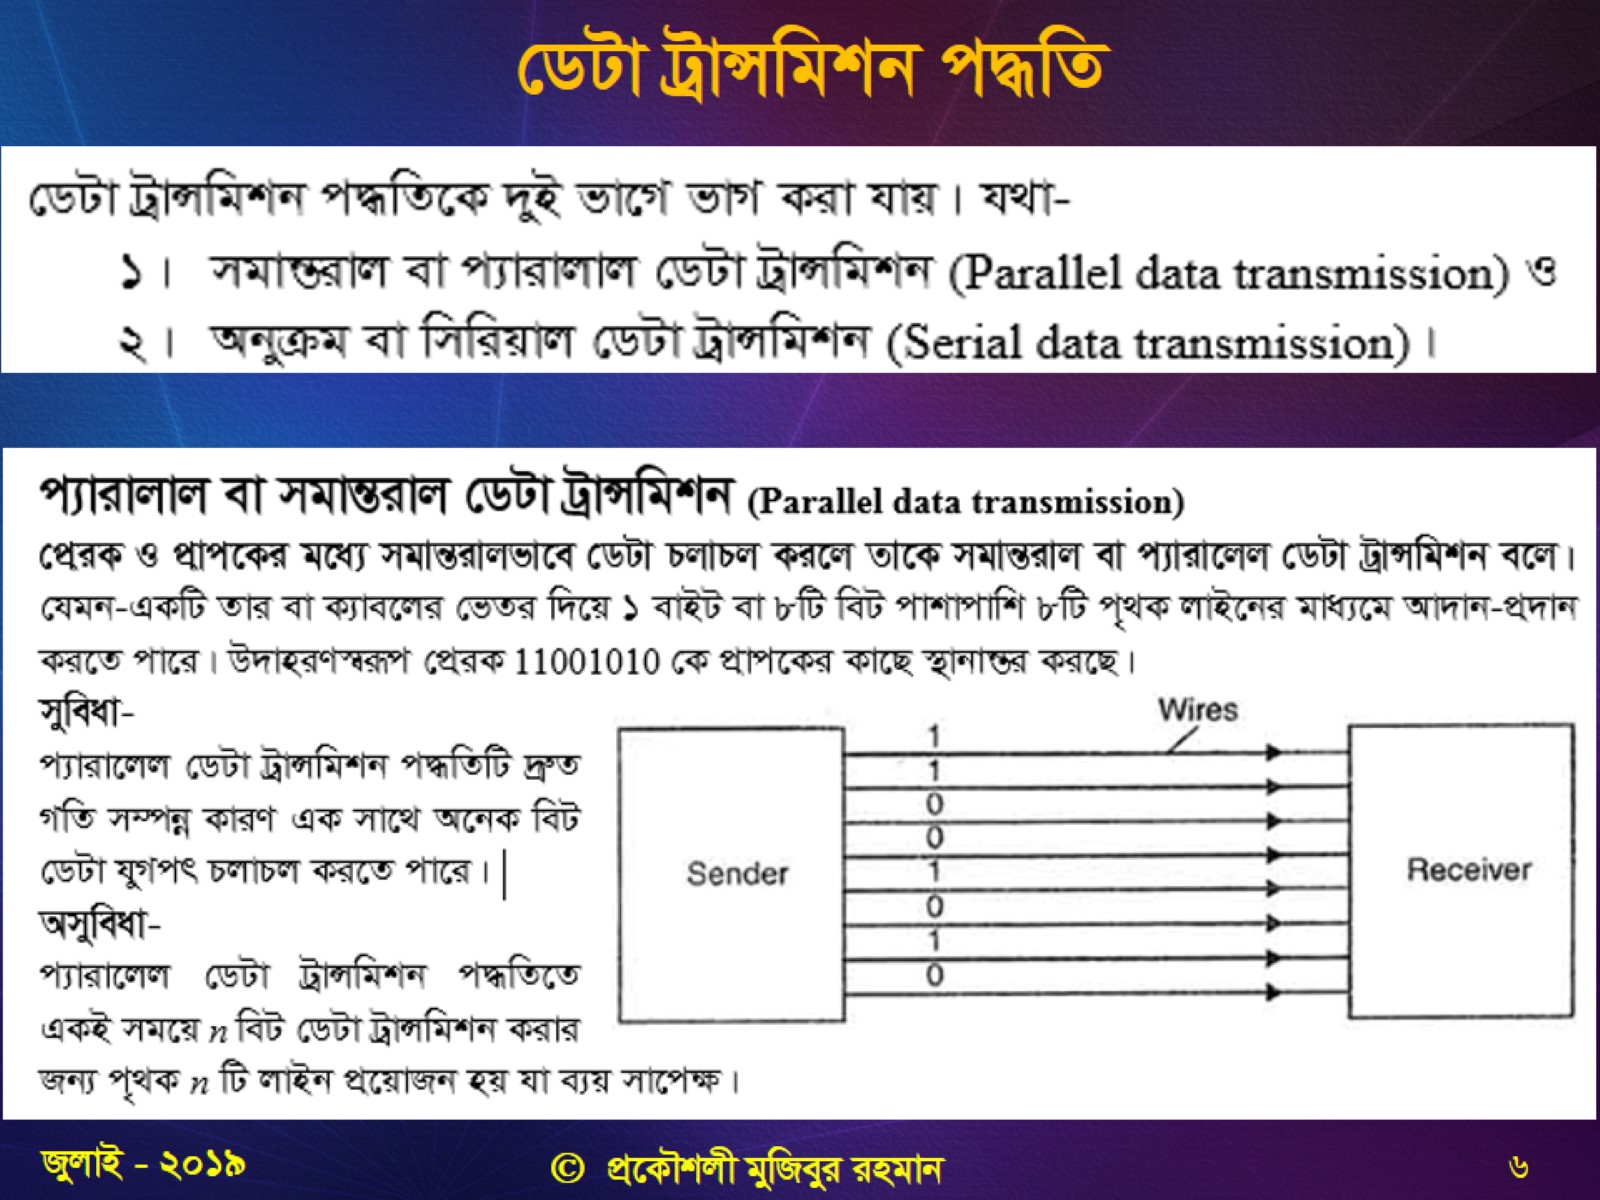 ডেটা ট্রান্সমিশন পদ্ধতি
ডেটা ট্রান্সমিশন পদ্ধতিকে দুই ভাগে ভাগ করা যায়। যথা-
১। সমান্তরাল বা প্যারালাল ডেটা ট্রান্সমিশন (Parallel data transmission) ও
২। অনুক্রম বা সিরিয়াল ডেটা ট্রান্সমিশন (Serial data transmission)।
প্যারালাল বা সমান্তরাল ডেটা ট্রান্সমিশন (Parallel data transmission)
প্রেরক ও প্রাপকের মধ্যে সমান্তরালভাবে ডেটা চলাচল করলে তাকে সমান্তরাল বা প্যারালেল ডেটা ট্রান্সমিশন বলে।
যেমন-একটি তার বা ক্যাবলের ভেতর দিয়ে ১ বাইট বা ৮টি বিট পাশাপাশি ৮টি পৃথক লাইনের মাধ্যমে আদান-প্রদান
করতে পারে। উদাহরণস্বরূপ প্রেরক 11001010 কে প্রাপকের কাছে স্থানান্তর করছে।
সুবিধা-
প্যারালেল ডেটা ট্রান্সমিশন পদ্ধতিটি দ্রুত
গতি সম্পন্ন কারণ এক সাথে অনেক বিট
ডেটা যুগপৎ চলাচল করতে পারে।
অসুবিধা-
প্যারালেল ডেটা ট্রান্সমিশন পদ্ধতিতে
একই সময়ে n বিট ডেটা ট্রান্সমিশন করার
জন্য পৃথক n টি লাইন প্রয়োজন হয় যা ব্যয় সাপেক্ষ।
Wires
1
1
0
0
1
0
1
0
Sender
Receiver
জুলাই - ২০১৯
© প্রকৌশলী মুজিবুর রহমান
৬